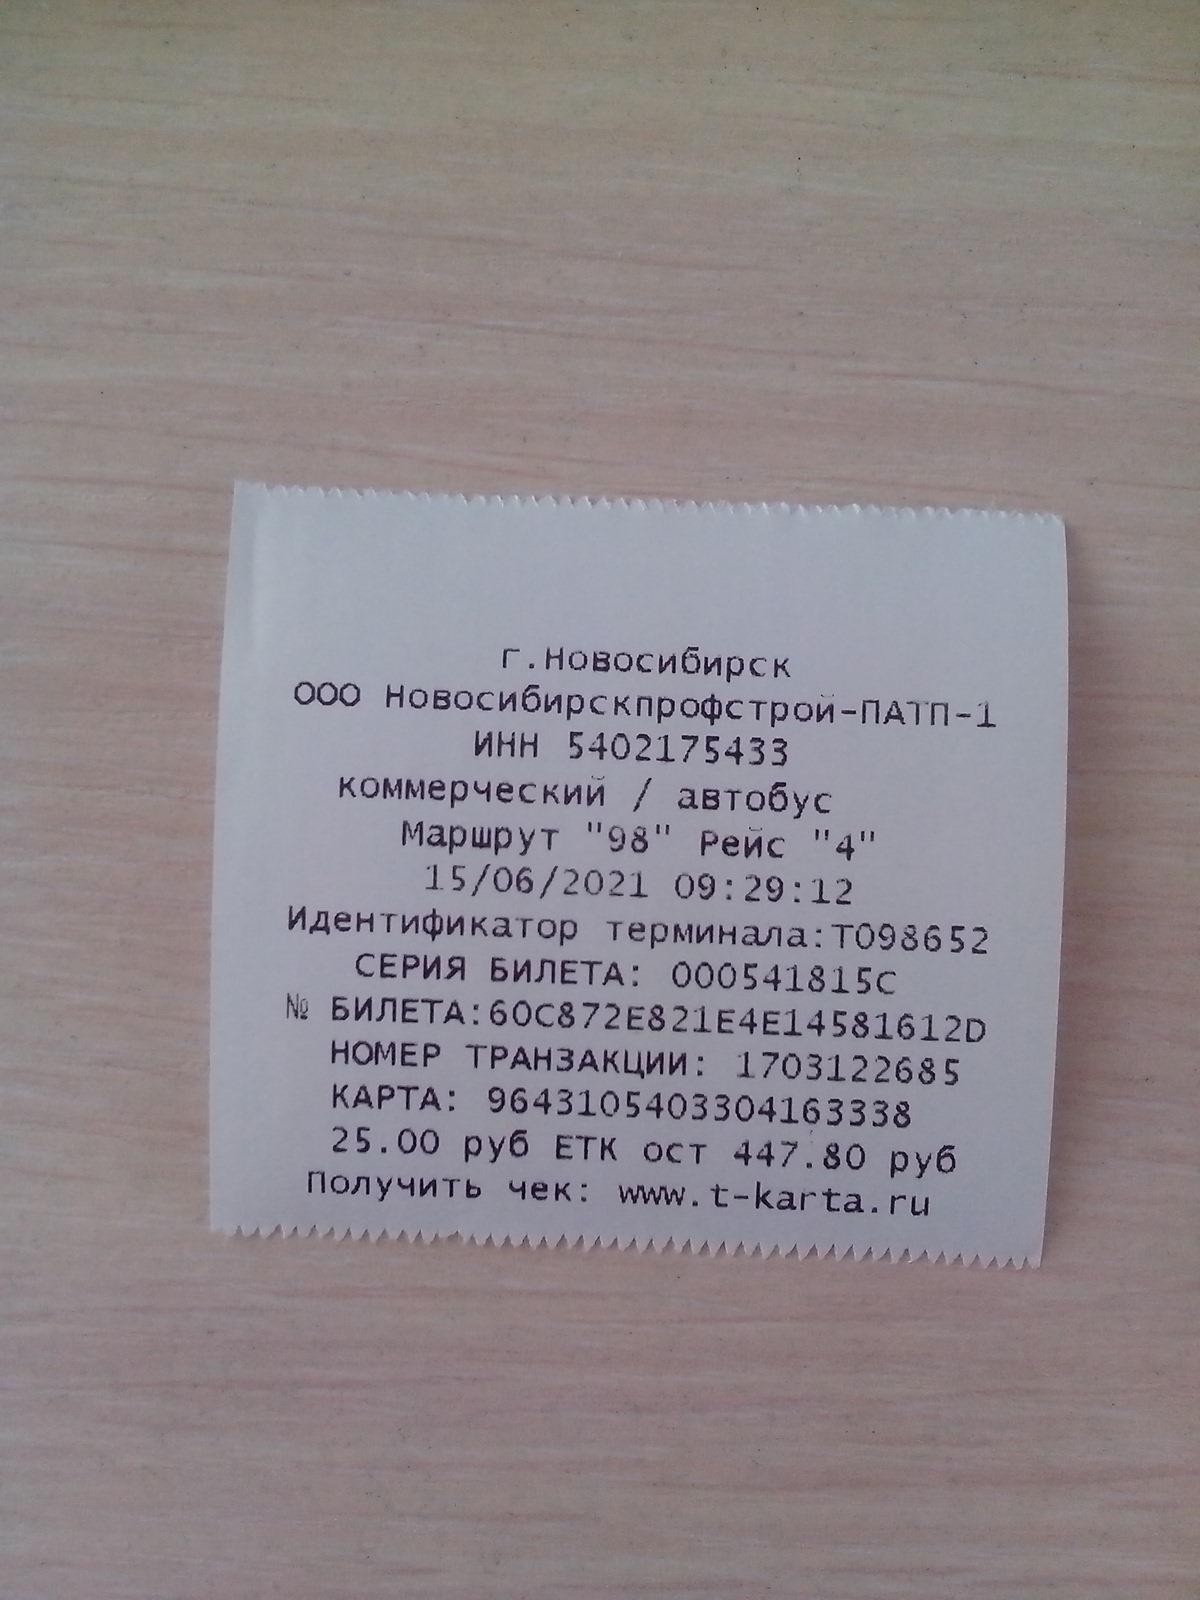 г.Новосибирск
ООО Новосибирскпрофстрой-ПАТП-1
ИНН 5402175433
коммерческий / автобус
Маршрут "98" Рейс "4"
15/06/2021 09:29:12
Идентификатор терминала:T098652
СЕРИЯ БИЛЕТА: 000541815C
№ БИЛЕТА:60C872E821E4E14581612D
НОМЕР ТРАНЗАКЦИИ: 1703122685
КАРТА: 9643105403304163338
25.00 руб ЕТК ост 447.80 руб
Получить чек: www.t-karta.ru